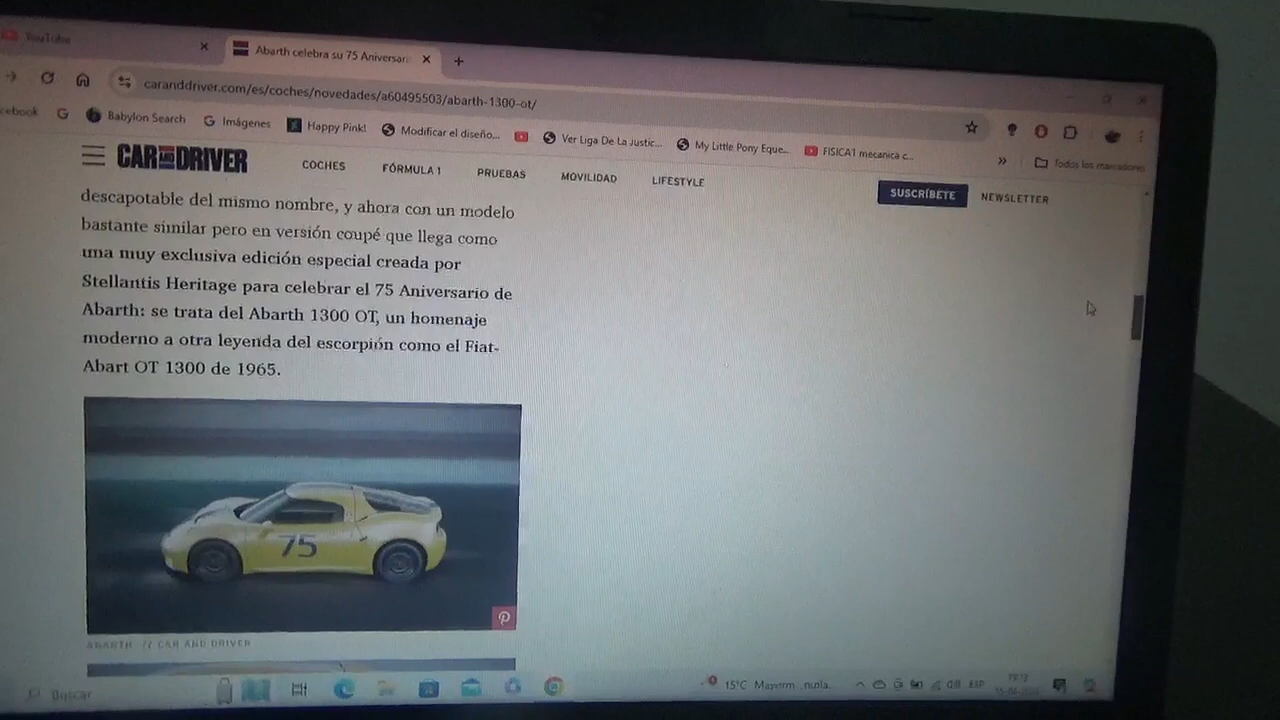 YouTube
Abarth celebra su 75 Aniversari
caranddriver.com/es/coches/novedades/a60495503/abarth-1300-ot/
cebook
Babylon Search
Imágenes
Happy Pink!
Modificar el diseño...
Ver Liga De La Justic...
My Little Pony Eque...
FISICA1 mecanica c...
»
Todos los marcadores
CAR AND DRIVER
COCHES
FÓRMULA 1
PRUEBAS
MOVILIDAD
LIFESTYLE
SUSCRÍBETE
NEWSLETTER
descapotable del mismo nombre, y ahora con un modelo
bastante similar pero en versión coupé que llega como
una muy exclusiva edición especial creada por
Stellantis Heritage para celebrar el 75 Aniversario de
Abarth: se trata del Abarth 1300 OT, un homenaje
moderno a otra leyenda del escorpión como el Fiat-
Abart OT 1300 de 1965.
75
ABARTH // CAR AND DRIVER
Buscar
15°C
ESP